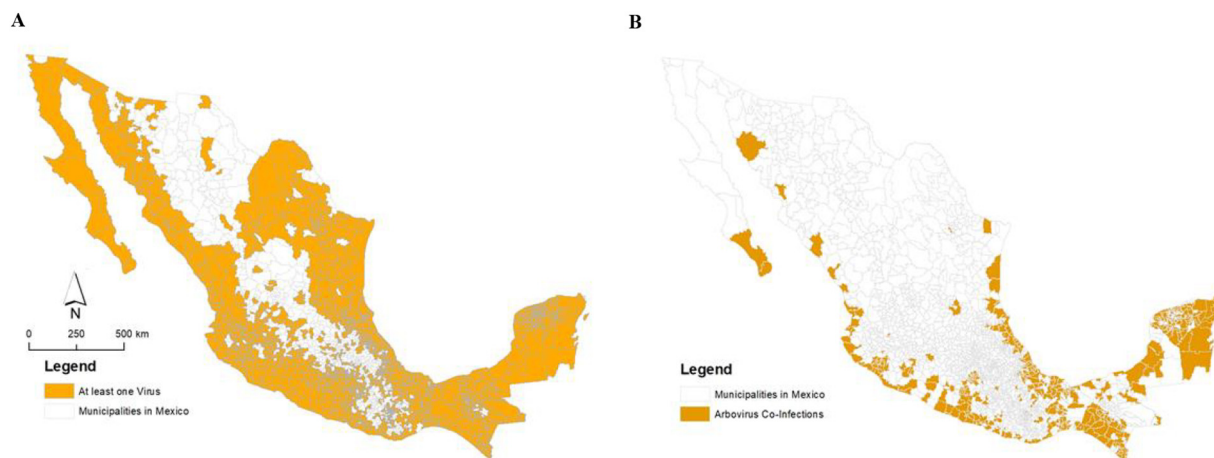 A
N
0 250 500 km
Legend
At least one Virus
Municipalities in Mexico
B
Legend
Municipalities in Mexico
Arbovirus Co-Infections